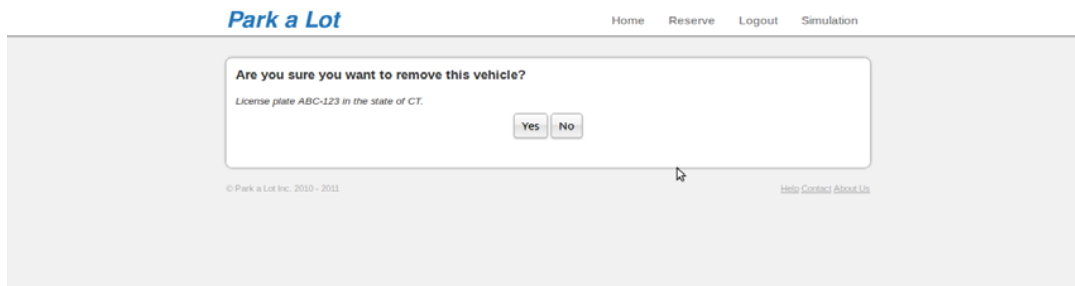 Park a Lot
Home Reserve Logout Simulation
Are you sure you want to remove this vehicle?
License plate ABC-123 in the state of CT.
Yes No
© Park a Lot Inc. 2010 - 2011
Help Contact About Us